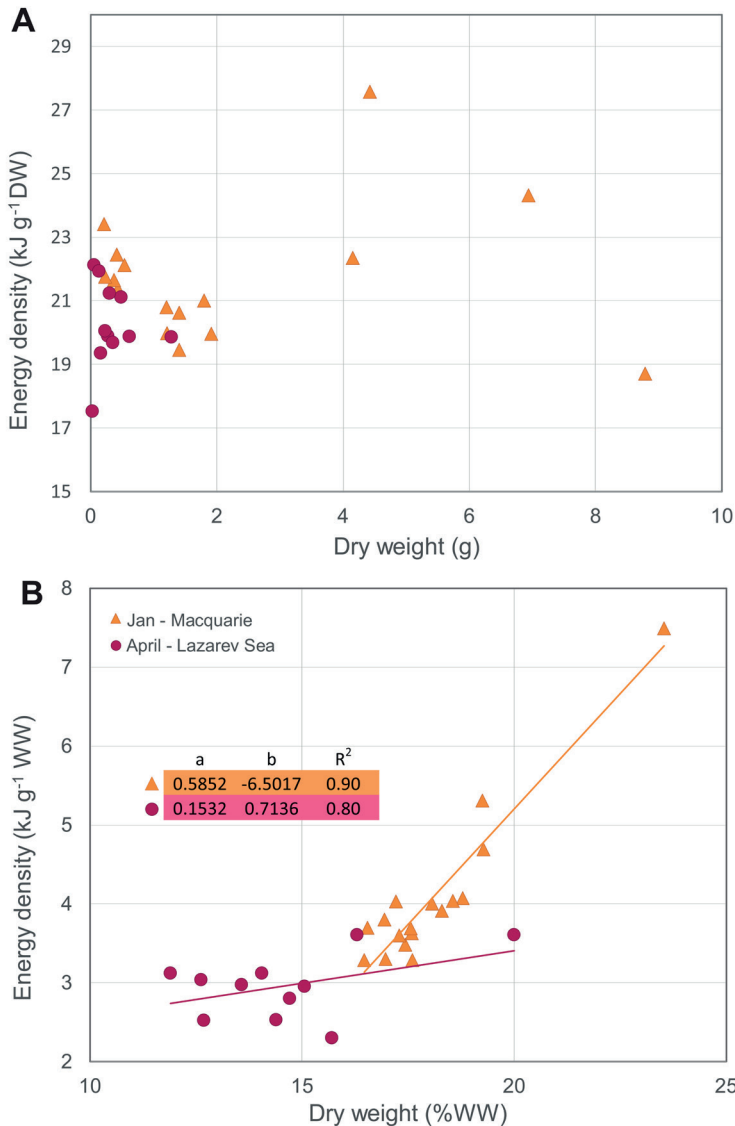 A
29
27
25
23
21
19
17
15
Energy density (kJ g⁻¹ DW)
0 2 4 6 8 10
Dry weight (g)
B
8
7
6
5
4
3
2
Energy density (kJ g⁻¹ WW)
Jan - Macquarie
April - Lazarev Sea
a b R²
0.5852 -6.5017 0.90
0.1532 0.7136 0.80
10 15 20 25
Dry weight (%WW)